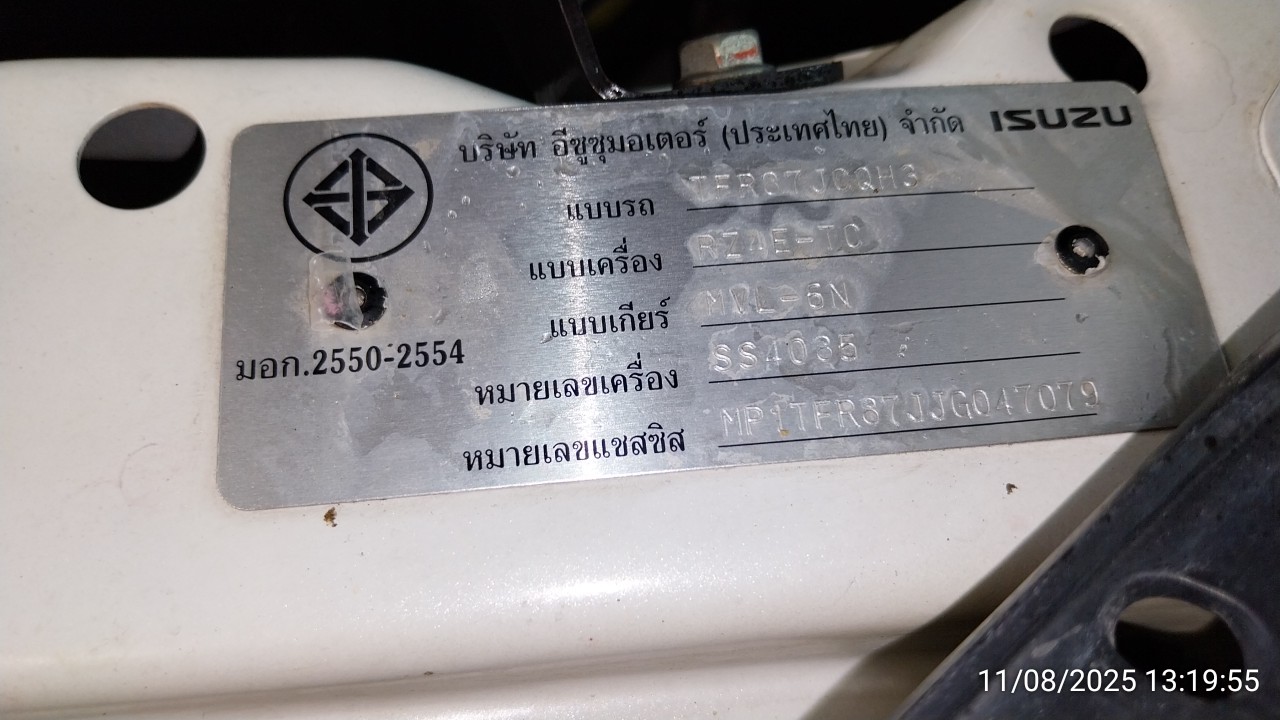 บริษัท อีซูซุมอเตอร์ (ประเทศไทย) จำกัด ISUZU
แบบรถ TFR87JCQH3
แบบเครื่อง RZ4E-TC
แบบเกียร์
มอก.2550-2554
หมายเลขเครื่อง SS4035
หมายเลขแชสซิส MP1TFR87JJG047079
11/08/2025 13:19:55